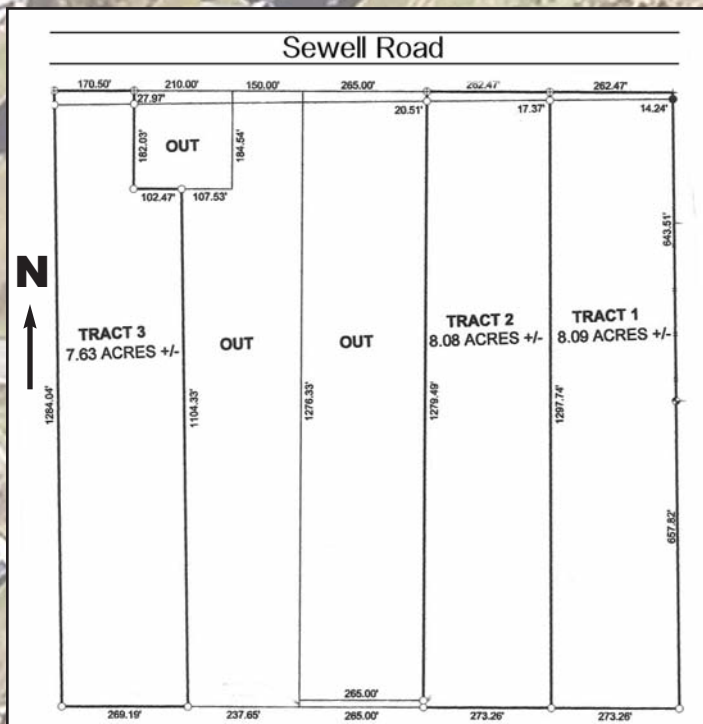 Sewell Road
170.50' 210.00' 150.00' 265.00' 262.47' 262.47'
27.97' 20.51' 17.37' 14.24'
182.03' OUT 184.54'
102.47' 107.53'
643.51'
N
TRACT 3
7.63 ACRES +/-
OUT
OUT
TRACT 2
8.08 ACRES +/-
TRACT 1
8.09 ACRES +/-
1284.04' 1104.33' 1276.33' 1279.49' 1297.74'
657.82'
265.00'
269.19' 237.65' 265.00' 273.26' 273.26'